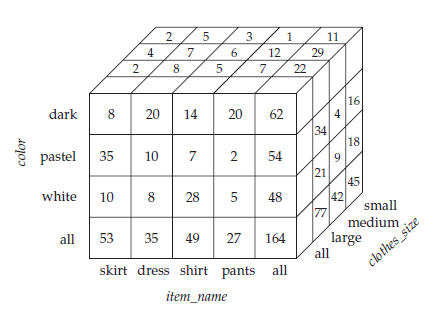 2 5 3 1 11
4 7 6 12 29
2 8 5 7 22
dark 8 20 14 20 62
34 4 16
pastel 35 10 7 2 54
21 9 18
white 10 8 28 5 48
77 42 45
all 53 35 49 27 164
color
small
medium
large
all
clothes_size
skirt dress shirt pants all
item_name